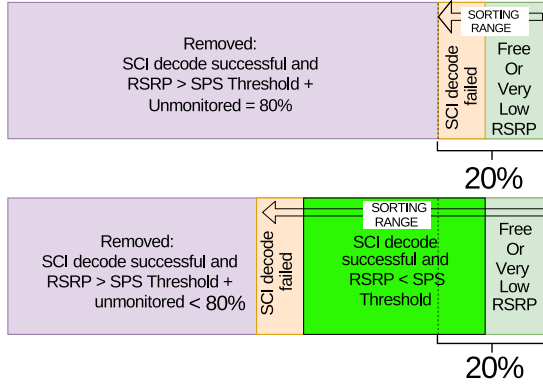 SORTING
RANGE
Removed:
SCI decode successful and
RSRP > SPS Threshold +
Unmonitored = 80%
SCI decode
failed
Free
Or
Very
Low
RSRP
20%
SORTING
RANGE
Removed:
SCI decode successful and
RSRP > SPS Threshold +
unmonitored < 80%
SCI decode
failed
SCI decode
successful and
RSRP < SPS
Threshold
Free
Or
Very
Low
RSRP
20%